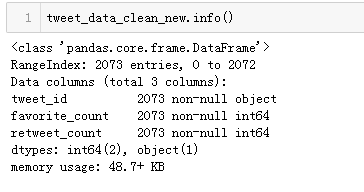 1 tweet_data_clean_new.info()
<class 'pandas.core.frame.DataFrame'>
RangeIndex: 2073 entries, 0 to 2072
Data columns (total 3 columns):
tweet_id 2073 non-null object
favorite_count 2073 non-null int64
retweet_count 2073 non-null int64
dtypes: int64(2), object(1)
memory usage: 48.7+ KB